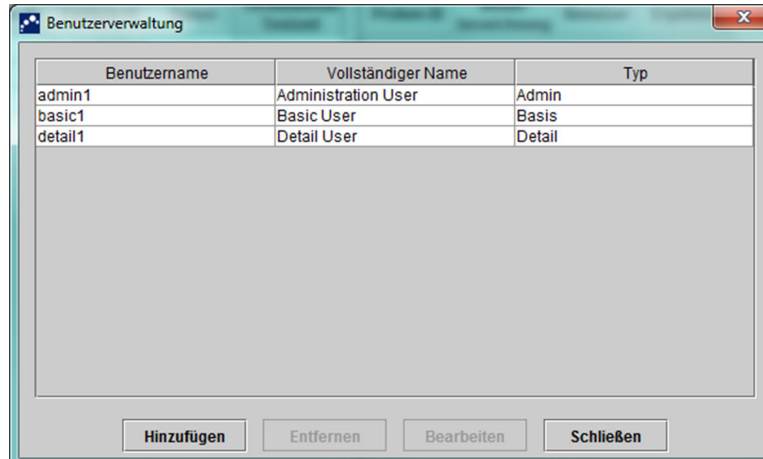 Benutzerverwaltung
Benutzername Vollständiger Name Typ
admin1 Administration User Admin
basic1 Basic User Basis
detail1 Detail User Detail
Hinzufügen Entfernen Bearbeiten Schließen